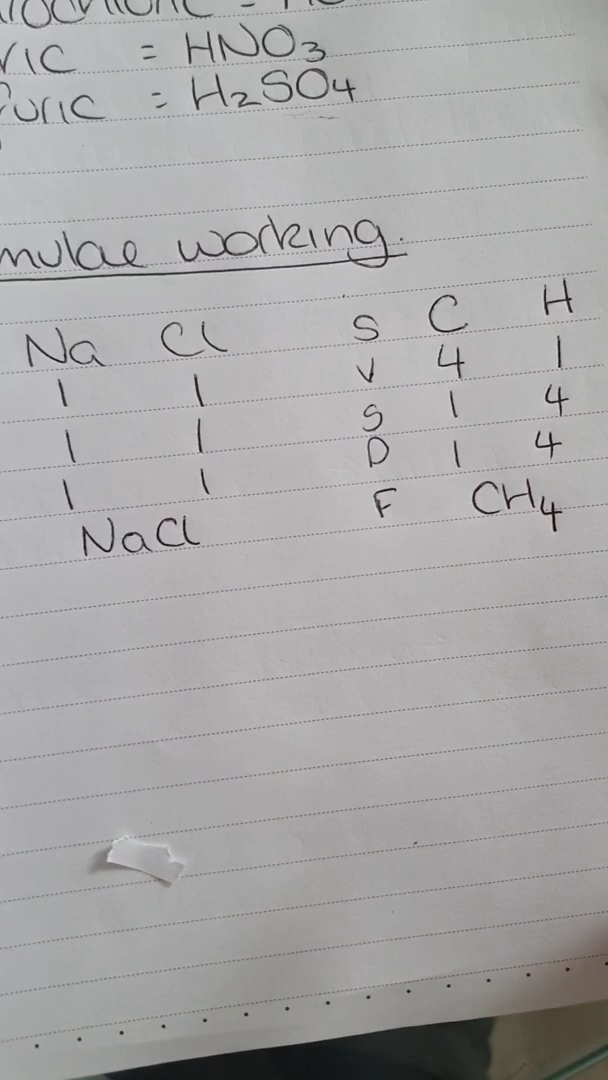 = HNO3
= H2SO4
working.
Na Cl S C H
1 1 V 4 1
1 1 S 1 4
1 1 D 1 4
NaCl F CH4